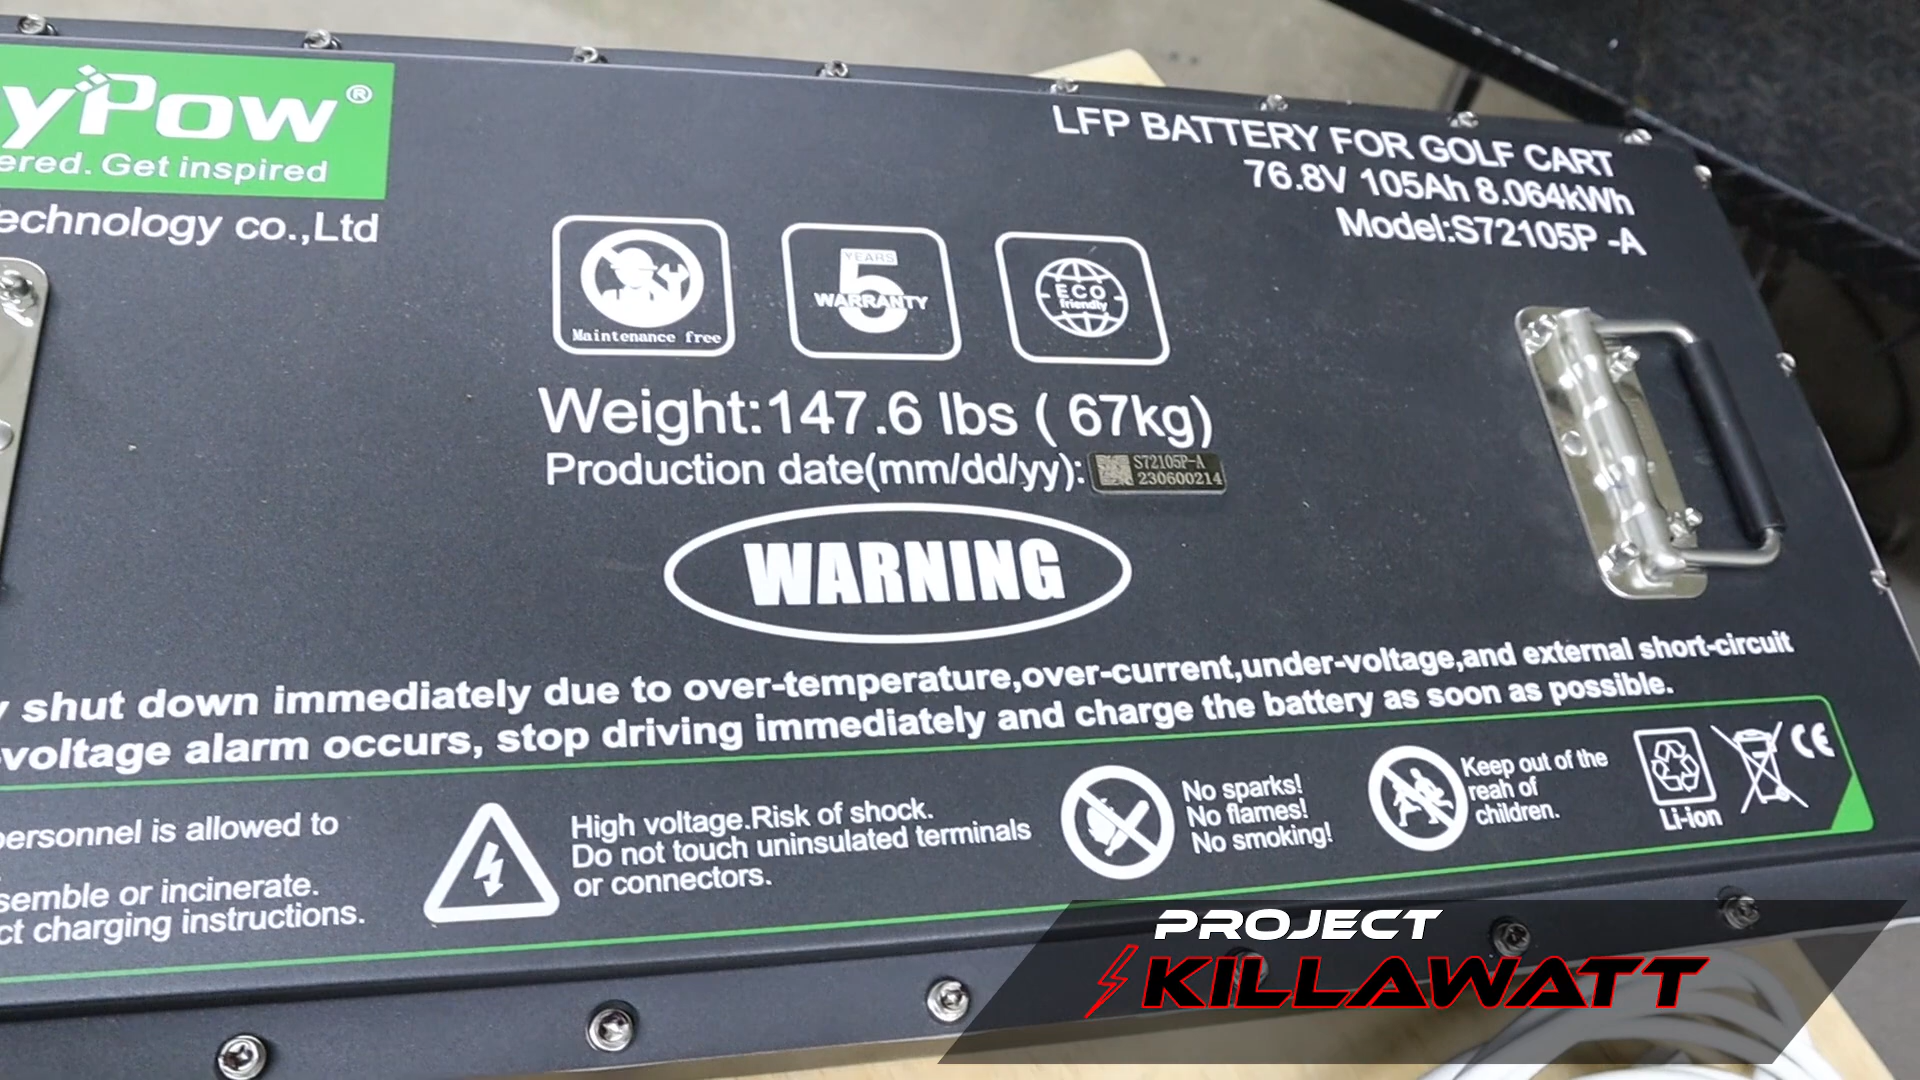 yPow®
ered. Get inspired
echnology co.,Ltd
LFP BATTERY FOR GOLF CART
76.8V 105Ah 8.064kWh
Model:S72105P -A
Maintenance free
5 YEARS
WARRANTY
ECO
friendly
Weight:147.6 lbs ( 67kg)
Production date(mm/dd/yy):
S72105P-A
230600214
WARNING
y shut down immediately due to over-temperature,over-current,under-voltage,and external short-circuit
-voltage alarm occurs, stop driving immediately and charge the battery as soon as possible.
personnel is allowed to
semble or incinerate.
ct charging instructions.
High voltage.Risk of shock.
Do not touch uninsulated terminals
or connectors.
No sparks!
No flames!
No smoking!
Keep out of the
reah of
children.
Li-ion
CE
PROJECT
KILLAWATT